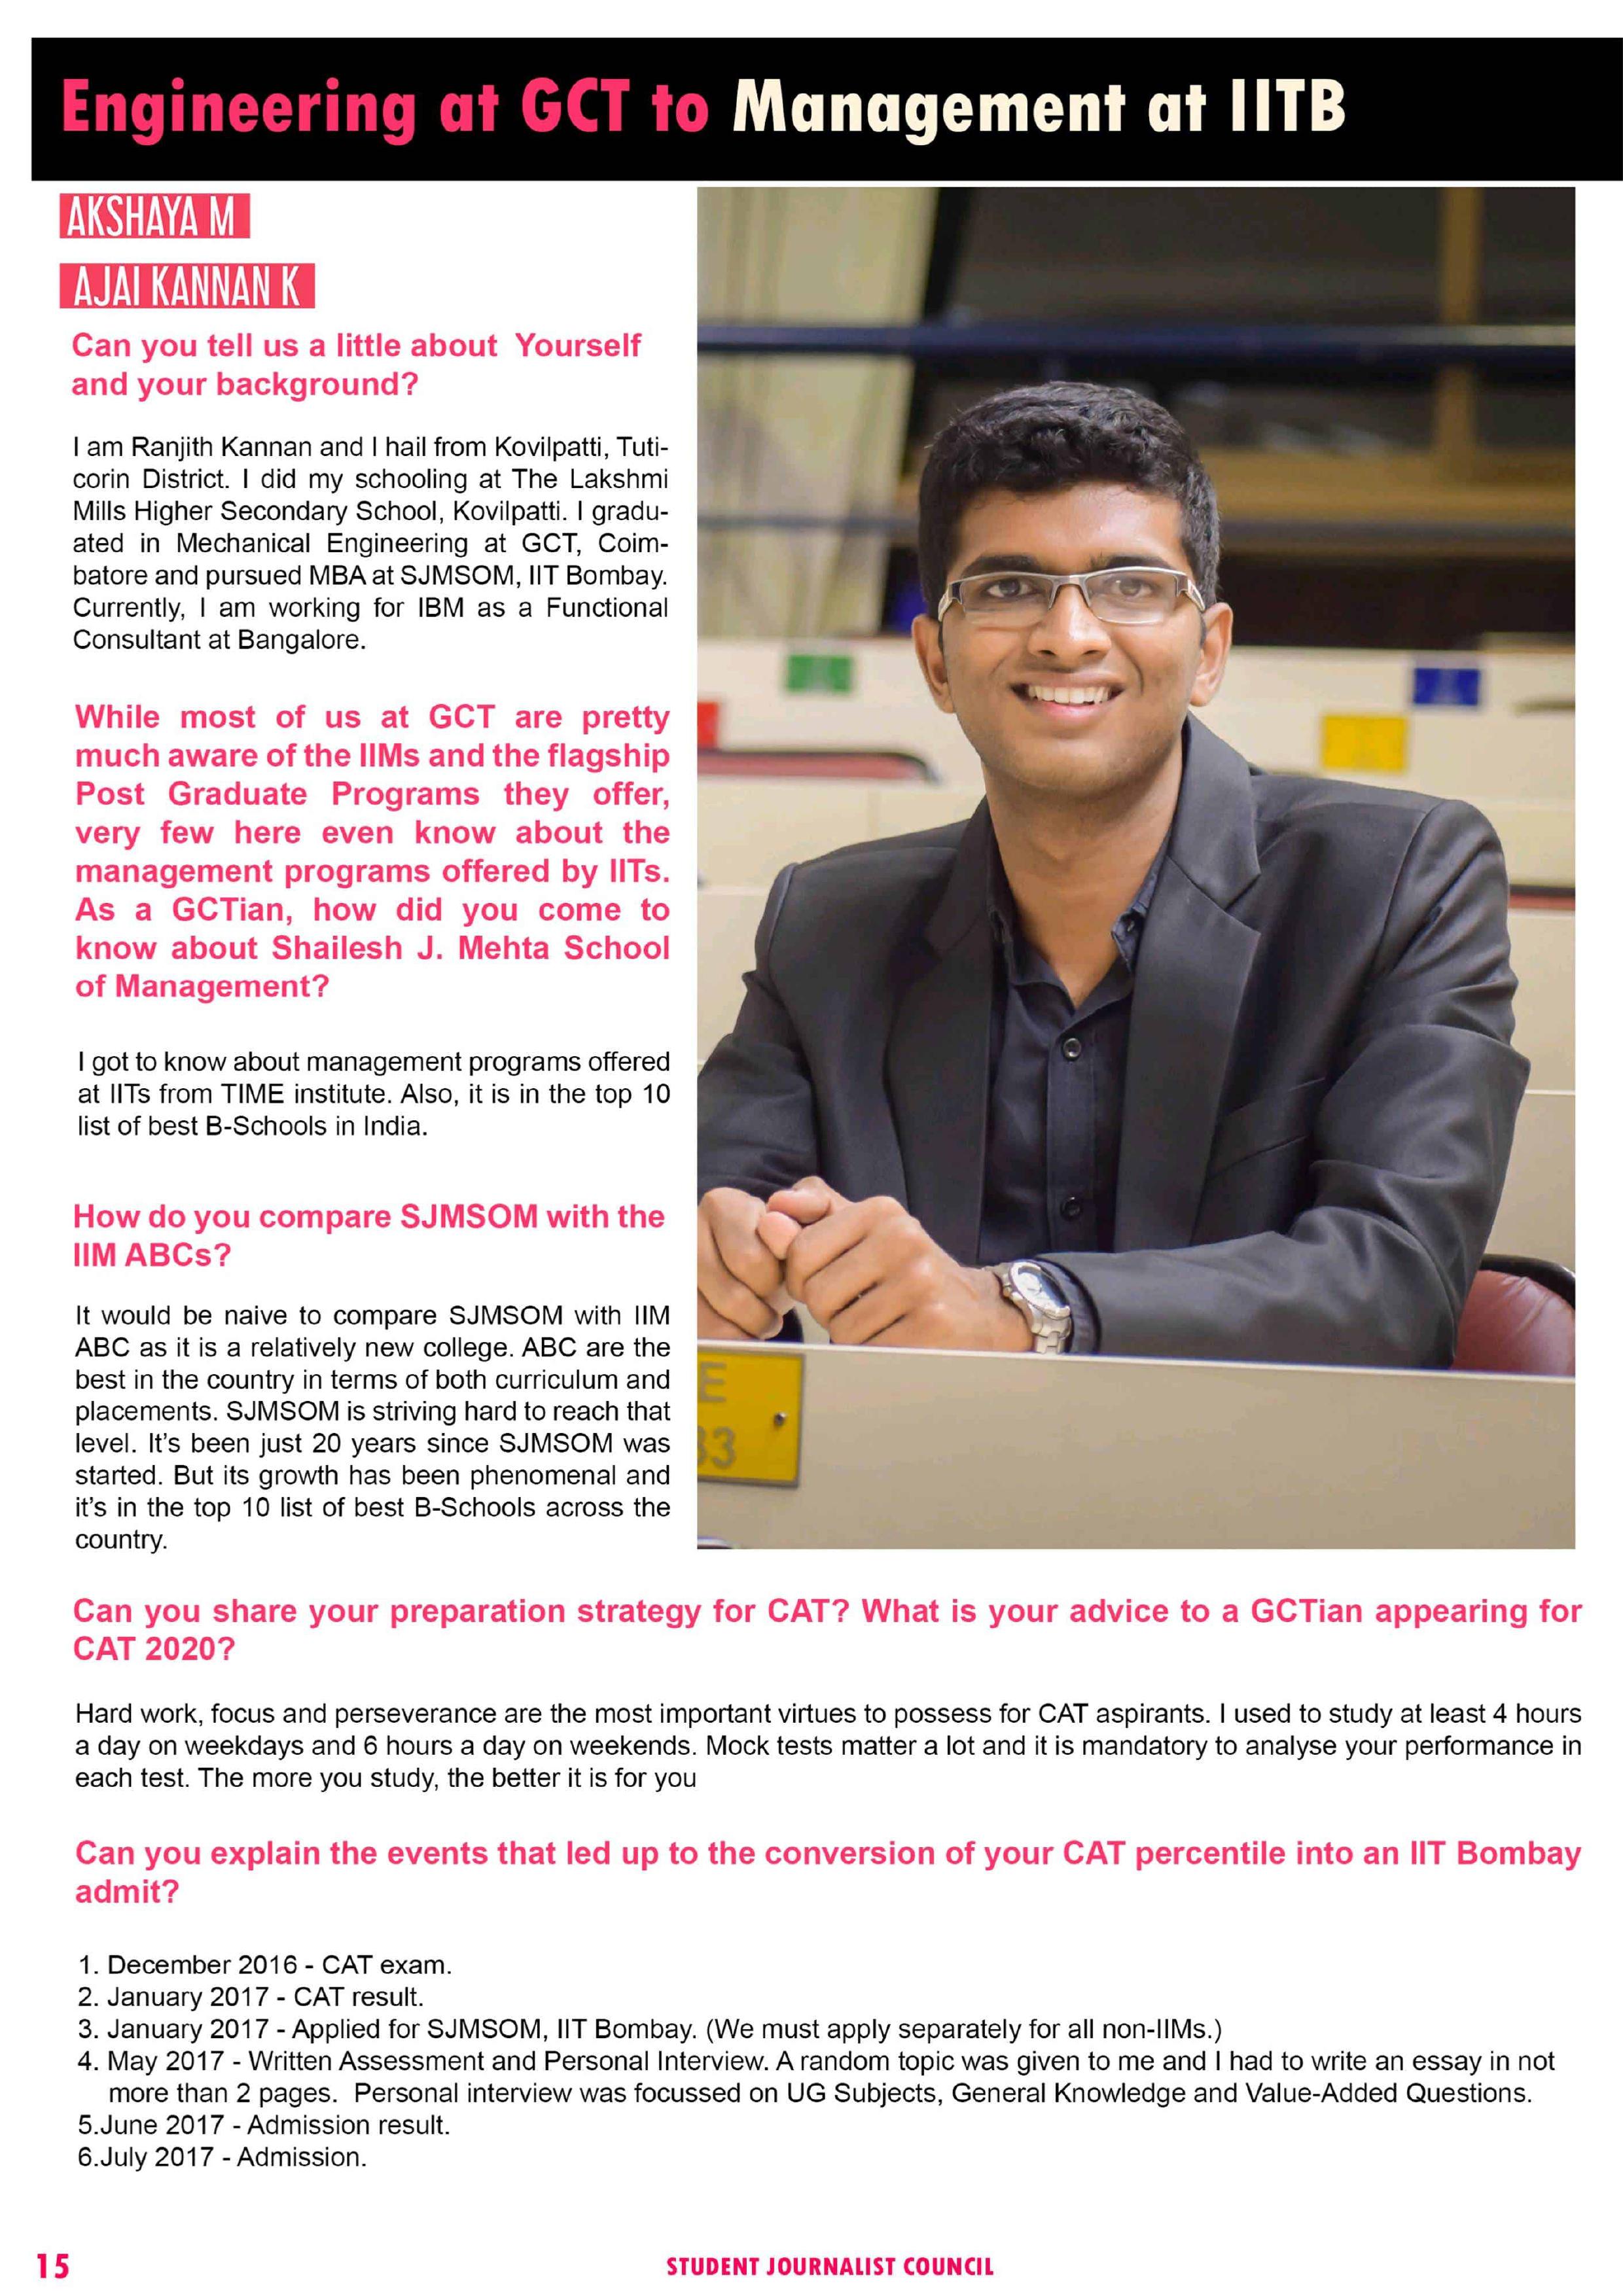 Engineering at GCT to Management at IITB
AKSHAYA M
AJAI KANNAN K
Can you tell us a little about Yourself
and your background?
I am Ranjith Kannan and I hail from Kovilpatti, Tuti-
corin District. I did my schooling at The Lakshmi
Mills Higher Secondary School, Kovilpatti. I gradu-
ated in Mechanical Engineering at GCT, Coim-
batore and pursued MBA at SJMSOM, IIT Bombay.
Currently, I am working for IBM as a Functional
Consultant at Bangalore.
While most of us at GCT are pretty
much aware of the IIMs and the flagship
Post Graduate Programs they offer,
very few here even know about the
management programs offered by IITs.
As a GCTian, how did you come to
know about Shailesh J. Mehta School
of Management?
I got to know about management programs offered
at IITs from TIME institute. Also, it is in the top 10
list of best B-Schools in India.
How do you compare SJMSOM with the
IIM ABCs?
It would be naive to compare SJMSOM with IIM
ABC as it is a relatively new college. ABC are the
best in the country in terms of both curriculum and
placements. SJMSOM is striving hard to reach that
level. It's been just 20 years since SJMSOM was
started. But its growth has been phenomenal and
it's in the top 10 list of best B-Schools across the
country.
E
33
Can you share your preparation strategy for CAT? What is your advice to a GCTian appearing for
CAT 2020?
Hard work, focus and perseverance are the most important virtues to possess for CAT aspirants. I used to study at least 4 hours
a day on weekdays and 6 hours a day on weekends. Mock tests matter a lot and it is mandatory to analyse your performance in
each test. The more you study, the better it is for you
Can you explain the events that led up to the conversion of your CAT percentile into an IIT Bombay
admit?
1. December 2016 - CAT exam.
2. January 2017 - CAT result.
3. January 2017 - Applied for SJMSOM, IIT Bombay. (We must apply separately for all non-IIMs.)
4. May 2017 - Written Assessment and Personal Interview. A random topic was given to me and I had to write an essay in not
more than 2 pages.  Personal interview was focussed on UG Subjects, General Knowledge and Value-Added Questions.
5.June 2017 - Admission result.
6.July 2017 - Admission.
15
STUDENT JOURNALIST COUNCIL